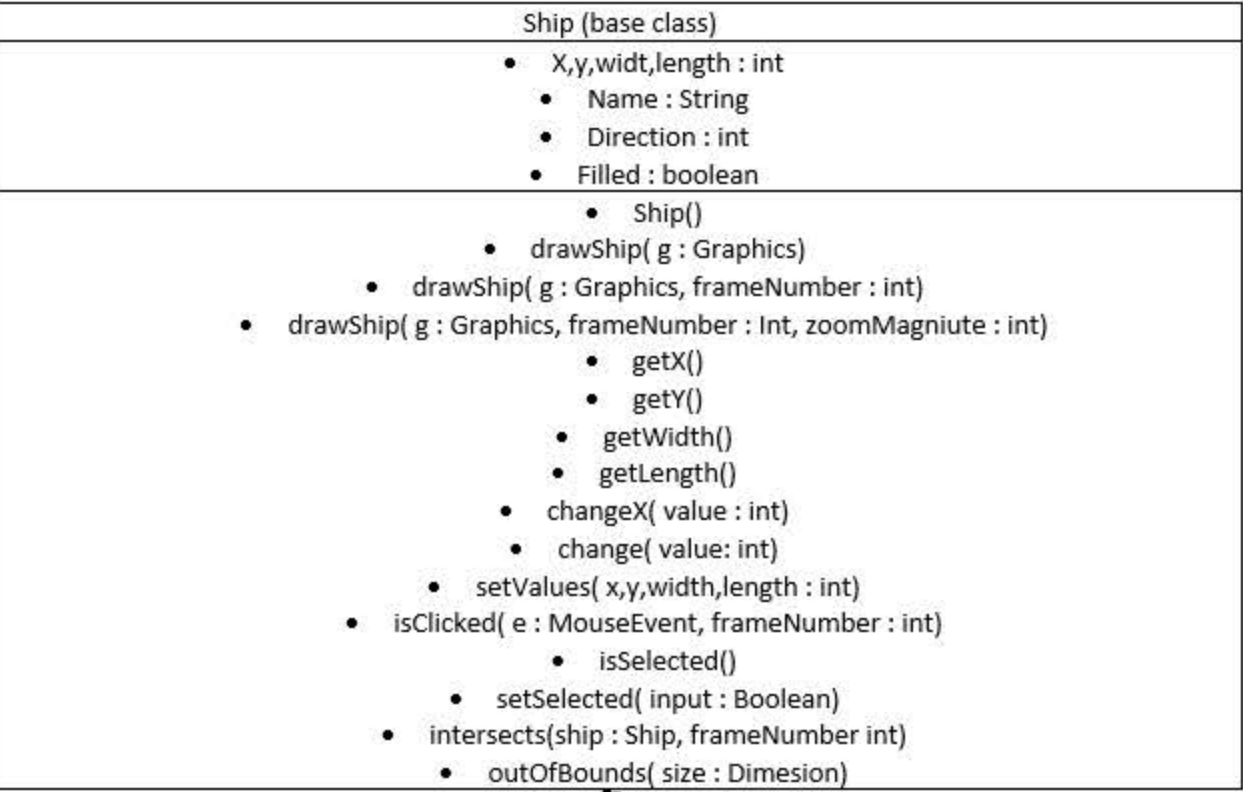 Ship (base class)
• X,y,widt,length : int
• Name : String
• Direction : int
• Filled : boolean
• Ship()
• drawShip( g : Graphics)
• drawShip( g : Graphics, frameNumber : int)
• drawShip( g : Graphics, frameNumber : Int, zoomMagniute : int)
• getX()
• getY()
• getWidth()
• getLength()
• changeX( value : int)
• change( value: int)
• setValues( x,y,width,length : int)
• isClicked( e : MouseEvent, frameNumber : int)
• isSelected()
• setSelected( input : Boolean)
• intersects(ship : Ship, frameNumber int)
• outOfBounds( size : Dimesion)